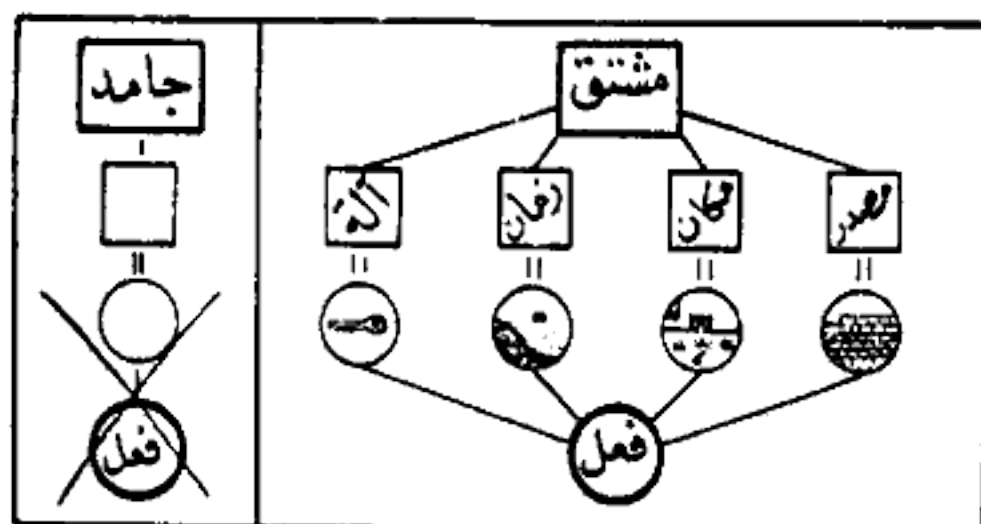 مشتق
جامد
مصدر
مكان
زمان
آلة
فعل
فعل